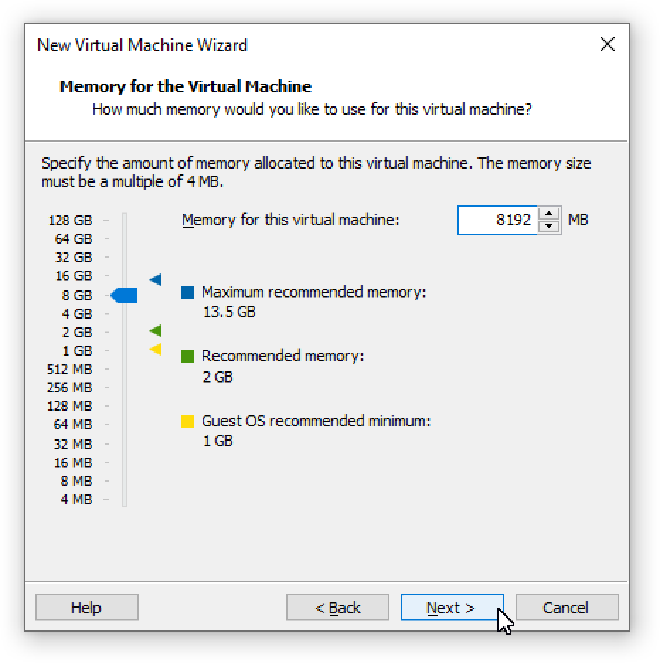 New Virtual Machine Wizard
Memory for the Virtual Machine
How much memory would you like to use for this virtual machine?
Specify the amount of memory allocated to this virtual machine. The memory size
must be a multiple of 4 MB.
128 GB
64 GB
32 GB
16 GB
8 GB
4 GB
2 GB
1 GB
512 MB
256 MB
128 MB
64 MB
32 MB
16 MB
8 MB
4 MB
Memory for this virtual machine: 8192 MB
Maximum recommended memory:
13.5 GB
Recommended memory:
2 GB
Guest OS recommended minimum:
1 GB
Help < Back Next > Cancel